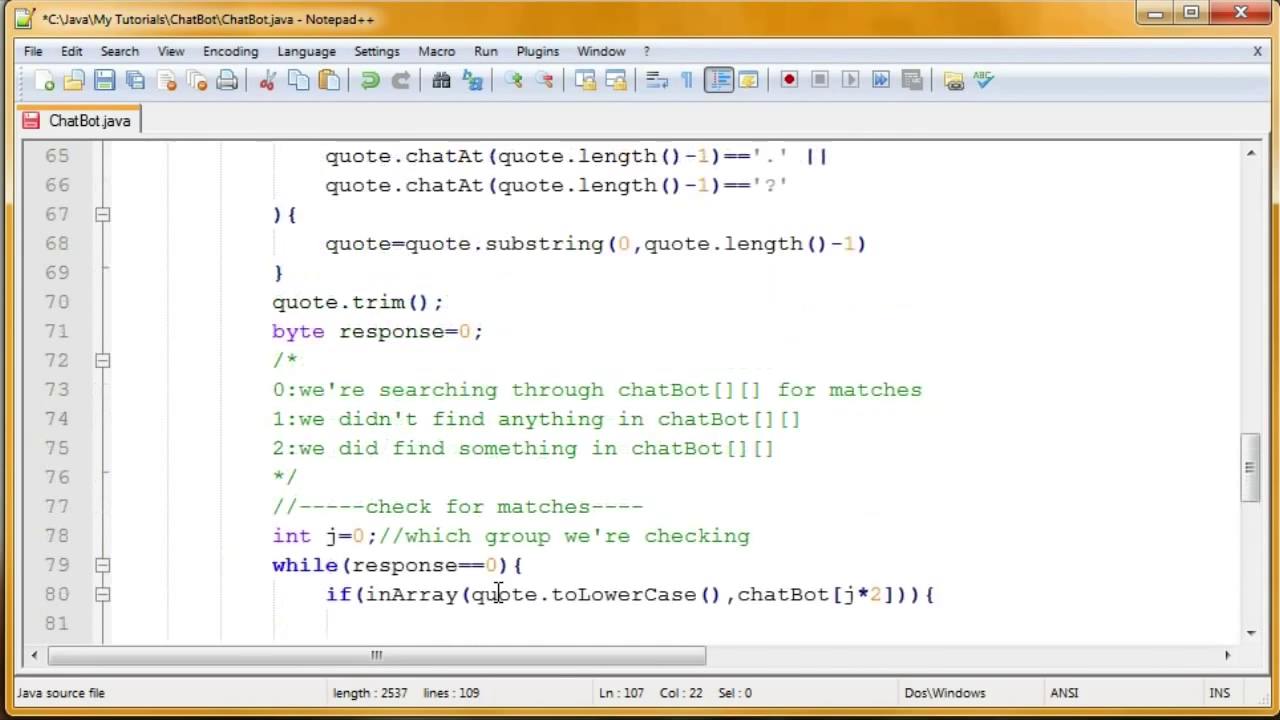 *C:\Java\My Tutorials\ChatBot\ChatBot.java - Notepad++
File Edit Search View Encoding Language Settings Macro Run Plugins Window ? X
ABC
ChatBot.java
65 quote.chatAt(quote.length()-1)=='.' ||
66 quote.chatAt(quote.length()-1)=='?'
67 ){
68 quote=quote.substring(0,quote.length()-1)
69 }
70 quote.trim();
71 byte response=0;
72 /*
73 0:we're searching through chatBot[][] for matches
74 1:we didn't find anything in chatBot[][]
75 2:we did find something in chatBot[][]
76 */
77 //-----check for matches----
78 int j=0;//which group we're checking
79 while(response==0){
80 if(inArray(quote.toLowerCase(),chatBot[j*2])){
81
Java source file length : 2537 lines : 109 Ln : 107 Col : 22 Sel : 0 Dos\Windows ANSI INS